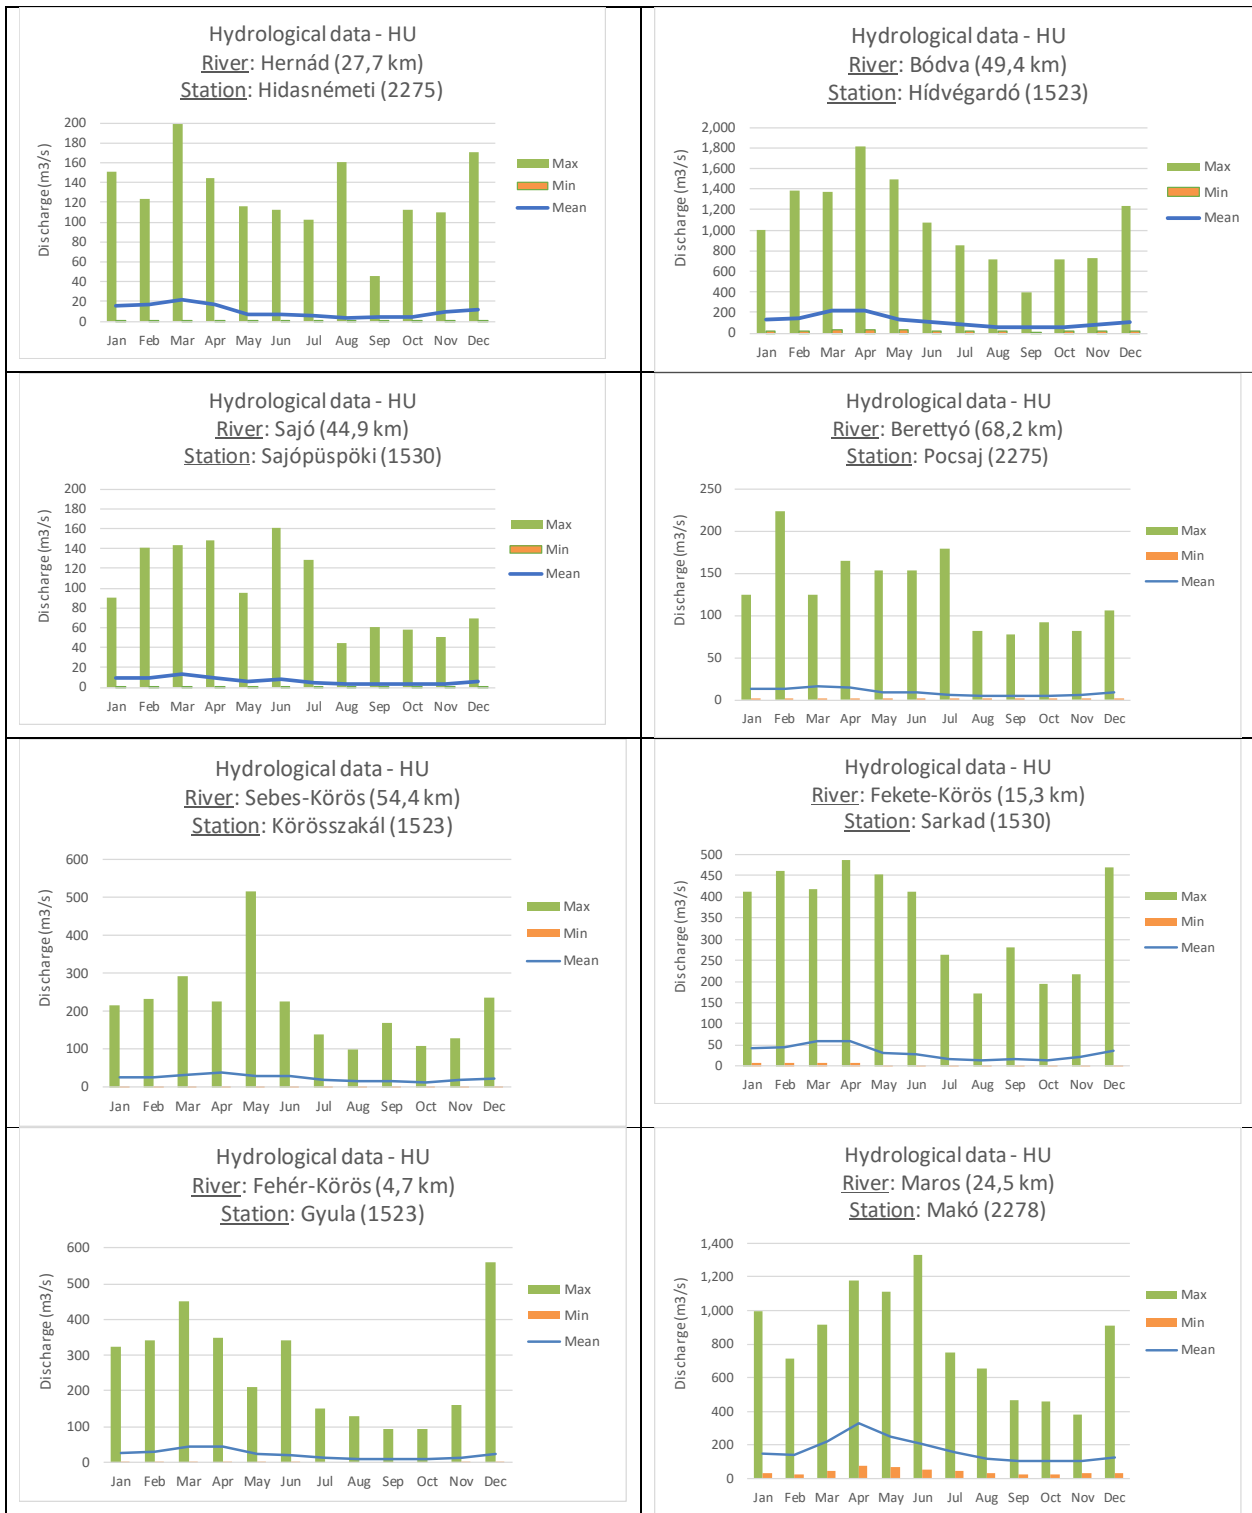 Hydrological data - HU
River: Hernád (27,7 km)
Station: Hidasnémeti (2275)
Discharge (m3/s)
200
180
160
140
120
100
80
60
40
20
0
Jan Feb Mar Apr May Jun Jul Aug Sep Oct Nov Dec
Max
Min
Mean
Hydrological data - HU
River: Bódva (49,4 km)
Station: Hídvégardó (1523)
Discharge (m3/s)
2,000
1,800
1,600
1,400
1,200
1,000
800
600
400
200
0
Jan Feb Mar Apr May Jun Jul Aug Sep Oct Nov Dec
Max
Min
Mean
Hydrological data - HU
River: Sajó (44,9 km)
Station: Sajópüspöki (1530)
Discharge (m3/s)
200
180
160
140
120
100
80
60
40
20
0
Jan Feb Mar Apr May Jun Jul Aug Sep Oct Nov Dec
Max
Min
Mean
Hydrological data - HU
River: Berettyó (68,2 km)
Station: Pocsaj (2275)
Discharge (m3/s)
250
200
150
100
50
0
Jan Feb Mar Apr May Jun Jul Aug Sep Oct Nov Dec
Max
Min
Mean
Hydrological data - HU
River: Sebes-Körös (54,4 km)
Station: Körösszakál (1523)
Discharge (m3/s)
600
500
400
300
200
100
0
Jan Feb Mar Apr May Jun Jul Aug Sep Oct Nov Dec
Max
Min
Mean
Hydrological data - HU
River: Fekete-Körös (15,3 km)
Station: Sarkad (1530)
Discharge (m3/s)
500
450
400
350
300
250
200
150
100
50
0
Jan Feb Mar Apr May Jun Jul Aug Sep Oct Nov Dec
Max
Min
Mean
Hydrological data - HU
River: Fehér-Körös (4,7 km)
Station: Gyula (1523)
Discharge (m3/s)
600
500
400
300
200
100
0
Jan Feb Mar Apr May Jun Jul Aug Sep Oct Nov Dec
Max
Min
Mean
Hydrological data - HU
River: Maros (24,5 km)
Station: Makó (2278)
Discharge (m3/s)
1,400
1,200
1,000
800
600
400
200
0
Jan Feb Mar Apr May Jun Jul Aug Sep Oct Nov Dec
Max
Min
Mean